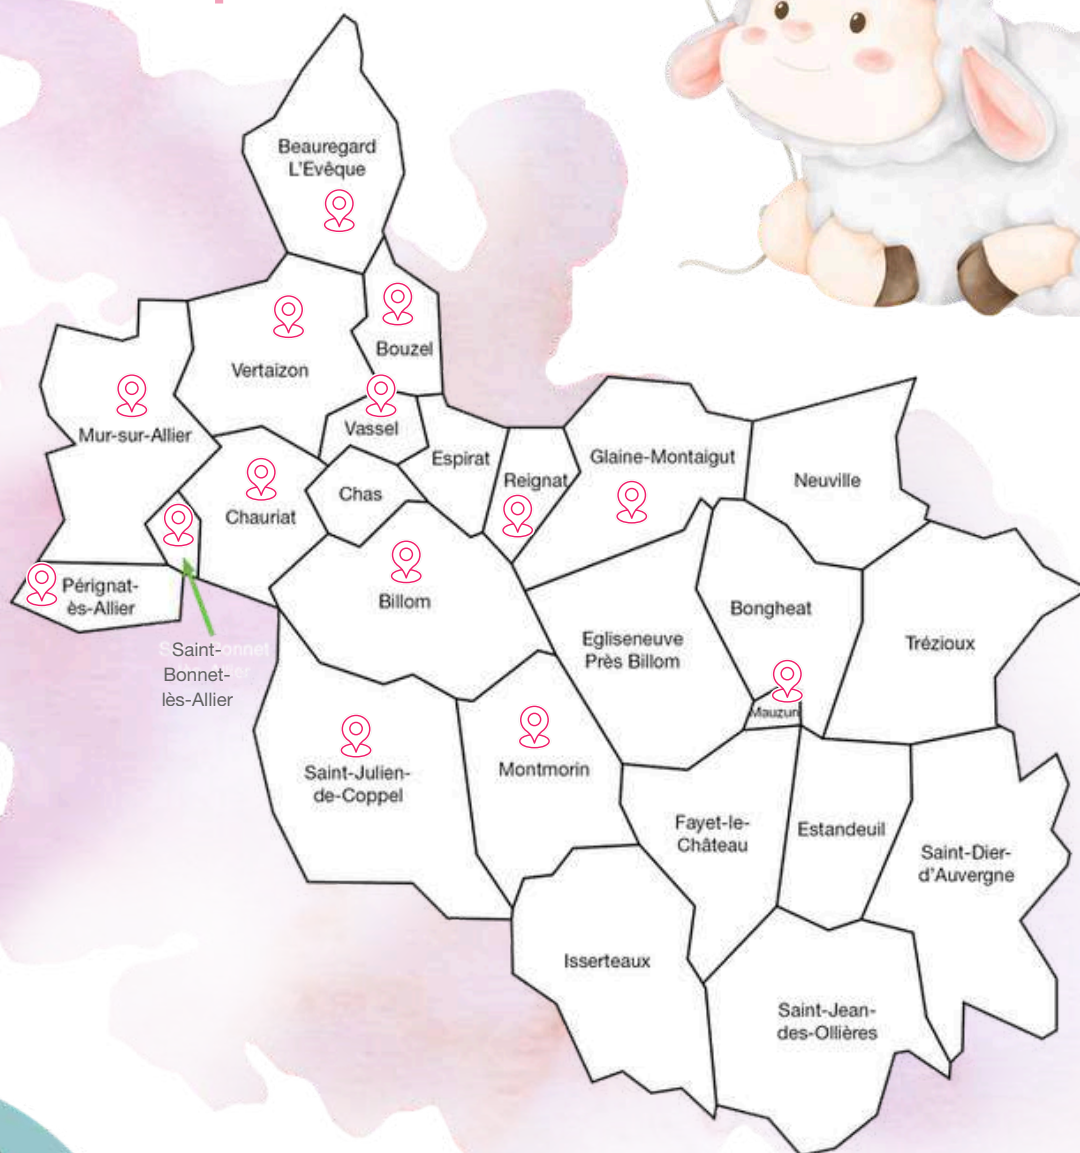 Beauregard
L'Evêque
Bouzel
Vertaizon
Vassel
Mur-sur-Allier
Espirat
Glaine-Montaigut
Reignat
Neuville
Chas
Chauriat
Pérignat-
ès-Allier
Billom
Bongheat
Egliseneuve
Près Billom
Trézioux
Saint-
Bonnet-
lès-Allier
Mauzun
Saint-Julien-
de-Coppel
Montmorin
Fayet-le-
Château
Estandeuil
Saint-Dier-
d'Auvergne
Isserteaux
Saint-Jean-
des-Ollières